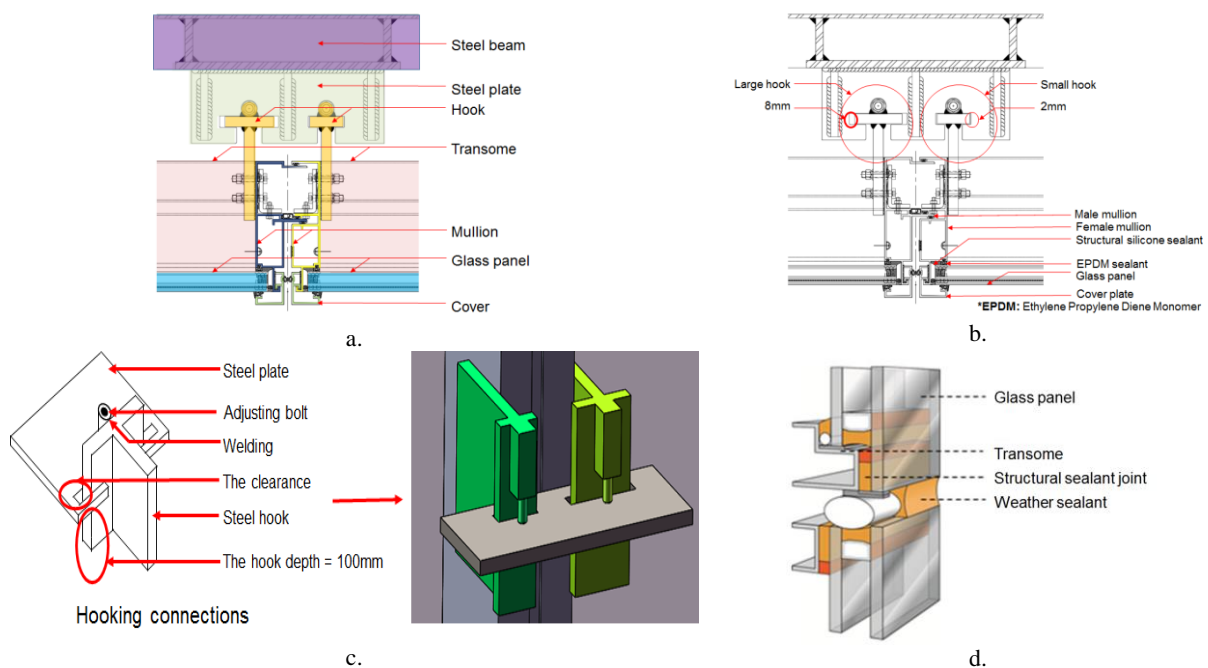 Steel beam
Steel plate
Hook
Transome
Mullion
Glass panel
Cover
a.
Large hook
Small hook
8mm
2mm
Male mullion
Female mullion
Structural silicone sealant
EPDM sealant
Glass panel
Cover plate
*EPDM: Ethylene Propylene Diene Monomer
b.
Steel plate
Adjusting bolt
Welding
The clearance
Steel hook
The hook depth = 100mm
Hooking connections
c.
Glass panel
Transome
Structural sealant joint
Weather sealant
d.